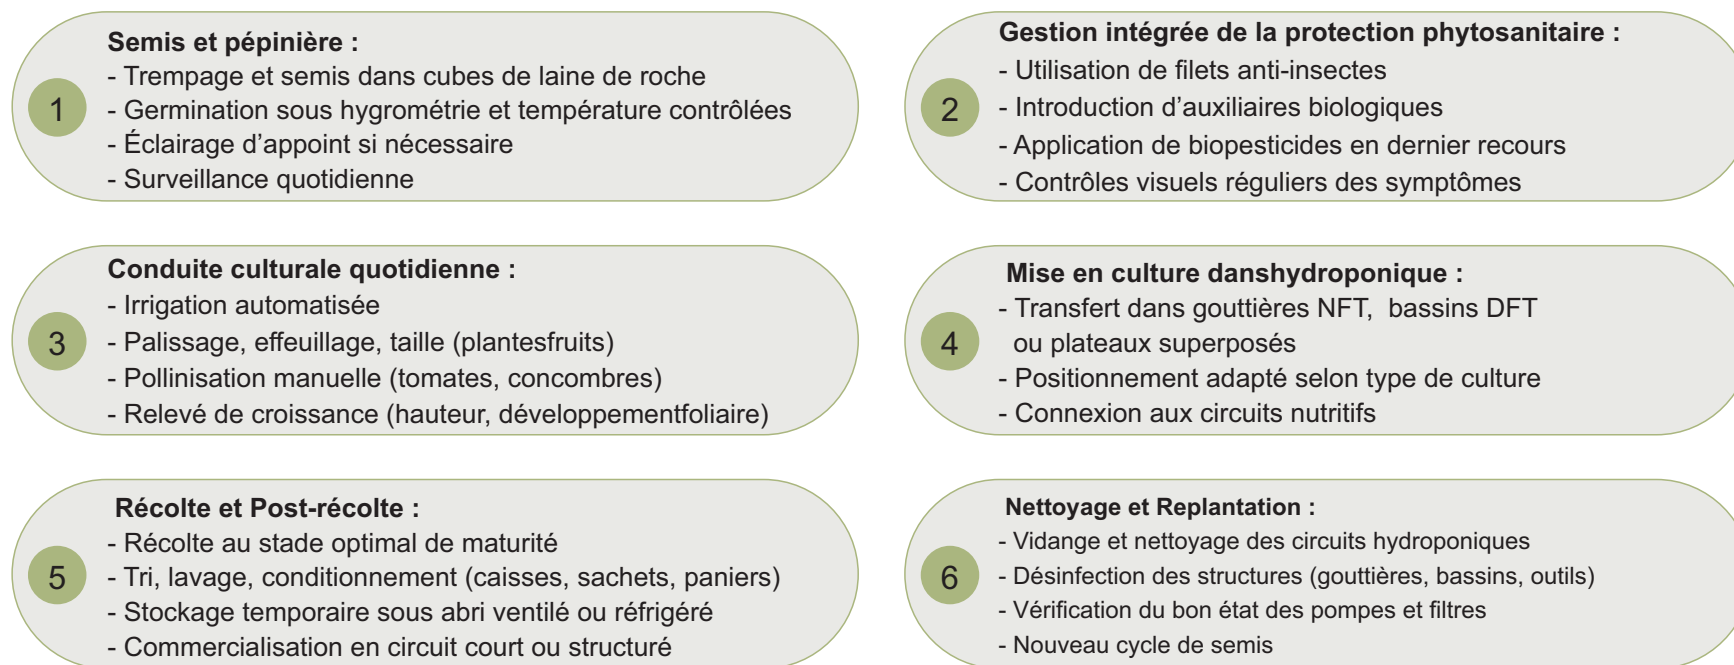 1
Semis et pépinière :
- Trempage et semis dans cubes de laine de roche
- Germination sous hygrométrie et température contrôlées
- Éclairage d’appoint si nécessaire
- Surveillance quotidienne
2
Gestion intégrée de la protection phytosanitaire :
- Utilisation de filets anti-insectes
- Introduction d’auxiliaires biologiques
- Application de biopesticides en dernier recours
- Contrôles visuels réguliers des symptômes
3
Conduite culturale quotidienne :
- Irrigation automatisée
- Palissage, effeuillage, taille (plantesfruits)
- Pollinisation manuelle (tomates, concombres)
- Relevé de croissance (hauteur, développementfoliaire)
4
Mise en culture danshydroponique :
- Transfert dans gouttières NFT, bassins DFT
ou plateaux superposés
- Positionnement adapté selon type de culture
- Connexion aux circuits nutritifs
5
Récolte et Post-récolte :
- Récolte au stade optimal de maturité
- Tri, lavage, conditionnement (caisses, sachets, paniers)
- Stockage temporaire sous abri ventilé ou réfrigéré
- Commercialisation en circuit court ou structuré
6
Nettoyage et Replantation :
- Vidange et nettoyage des circuits hydroponiques
- Désinfection des structures (gouttières, bassins, outils)
- Vérification du bon état des pompes et filtres
- Nouveau cycle de semis